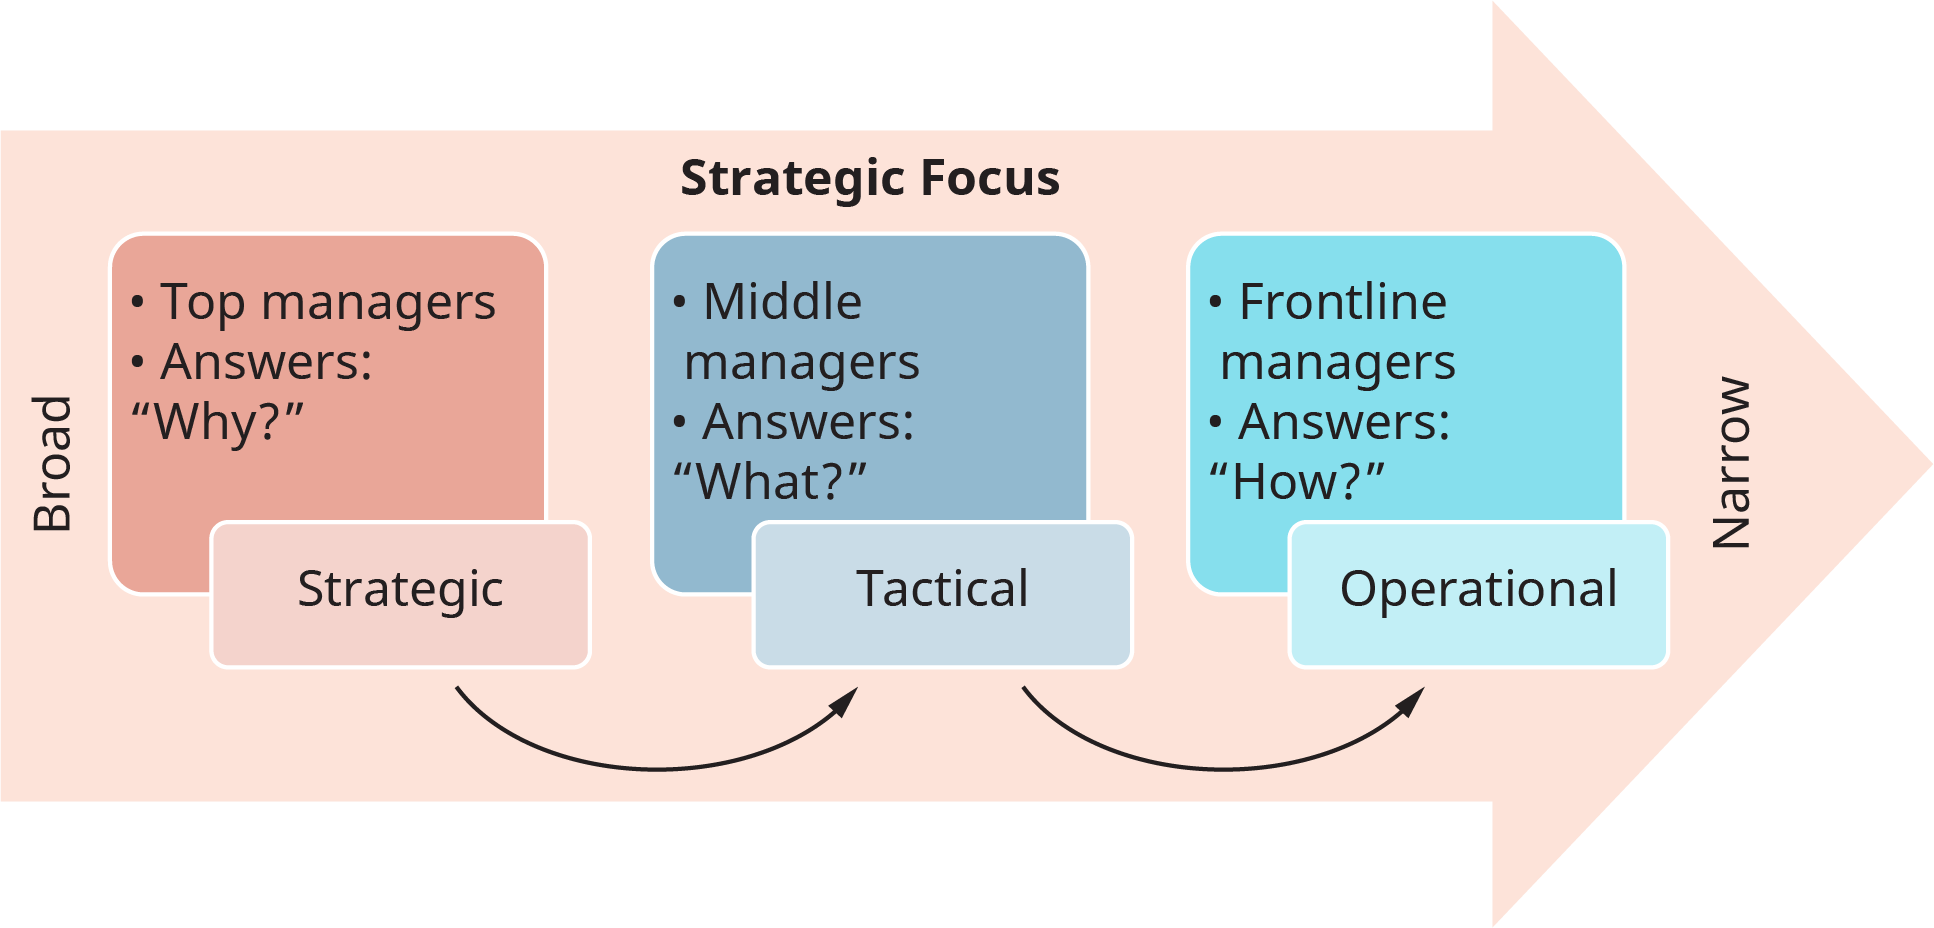 Strategic Focus
Broad
• Top managers
• Answers:
“Why?”
Strategic
• Middle
managers
• Answers:
“What?”
Tactical
• Frontline
managers
• Answers:
“How?”
Operational
Narrow